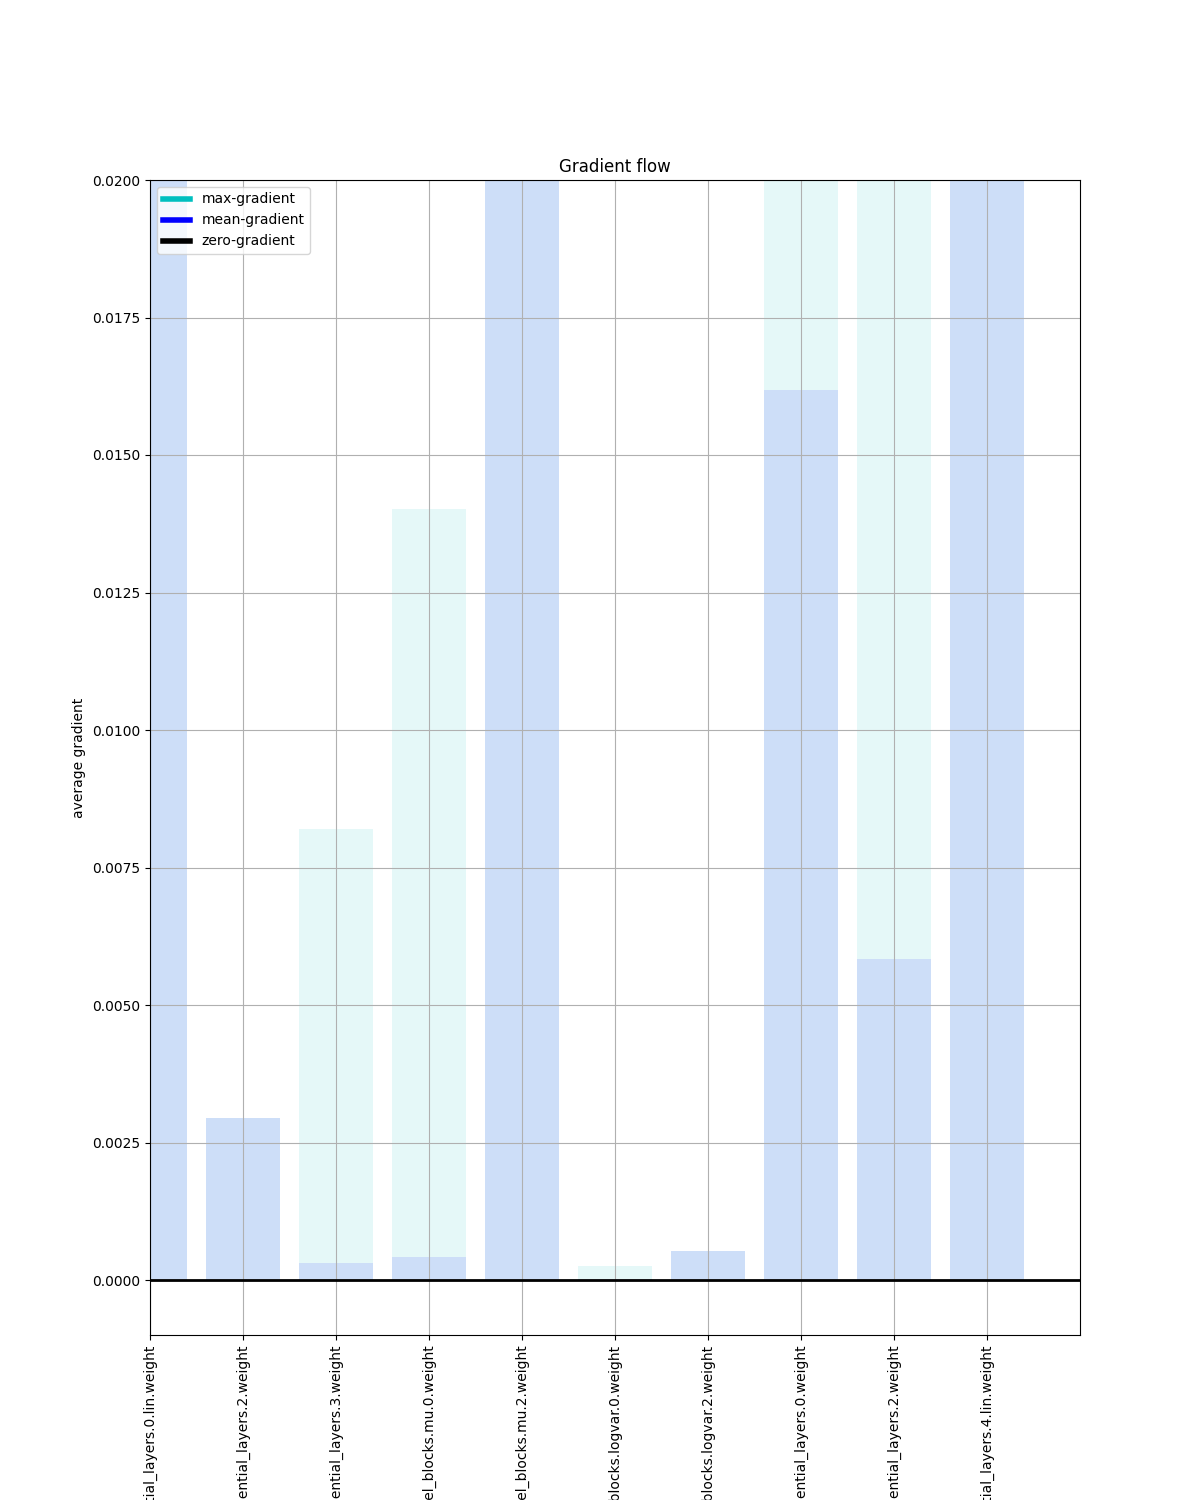 Gradient flow
max-gradient
mean-gradient
zero-gradient
0.0200
0.0175
0.0150
0.0125
0.0100
0.0075
0.0050
0.0025
0.0000
average gradient
tial_layers.0.lin.weight
ential_layers.2.weight
ential_layers.3.weight
el_blocks.mu.0.weight
el_blocks.mu.2.weight
blocks.logvar.0.weight
blocks.logvar.2.weight
ential_layers.0.weight
ential_layers.2.weight
tial_layers.4.lin.weight